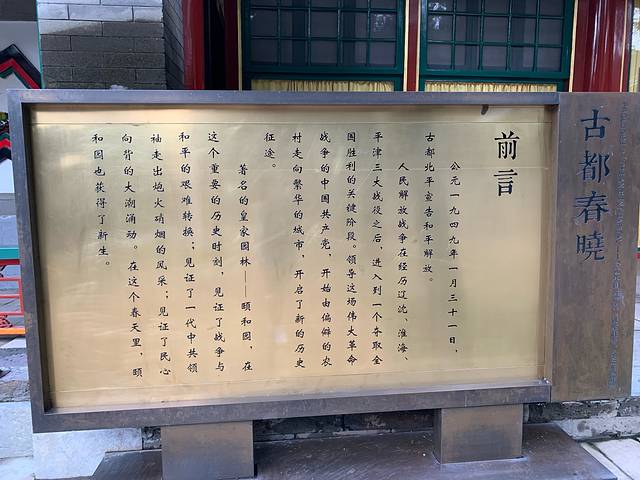 古都春曉
前言
公元一九四九年一月三十一日，
古都北平宣告和平解放。
人民解放战争在经历辽沈、淮海、
平津三大战役之后，进入到一个夺取全
国胜利的关键阶段。领导这场伟大革命
战争的中国共产党，开始由偏僻的农
村走向繁华的城市，开启了新的历史
征途。
著名的皇家园林——颐和园，在
这个重要的历史时刻，见证了战争与
和平的艰难转换；见证了一代中共领
袖走出炮火硝烟的风采；见证了民心
向背的大潮涌动。在这个春天里，颐
和园也获得了新生。